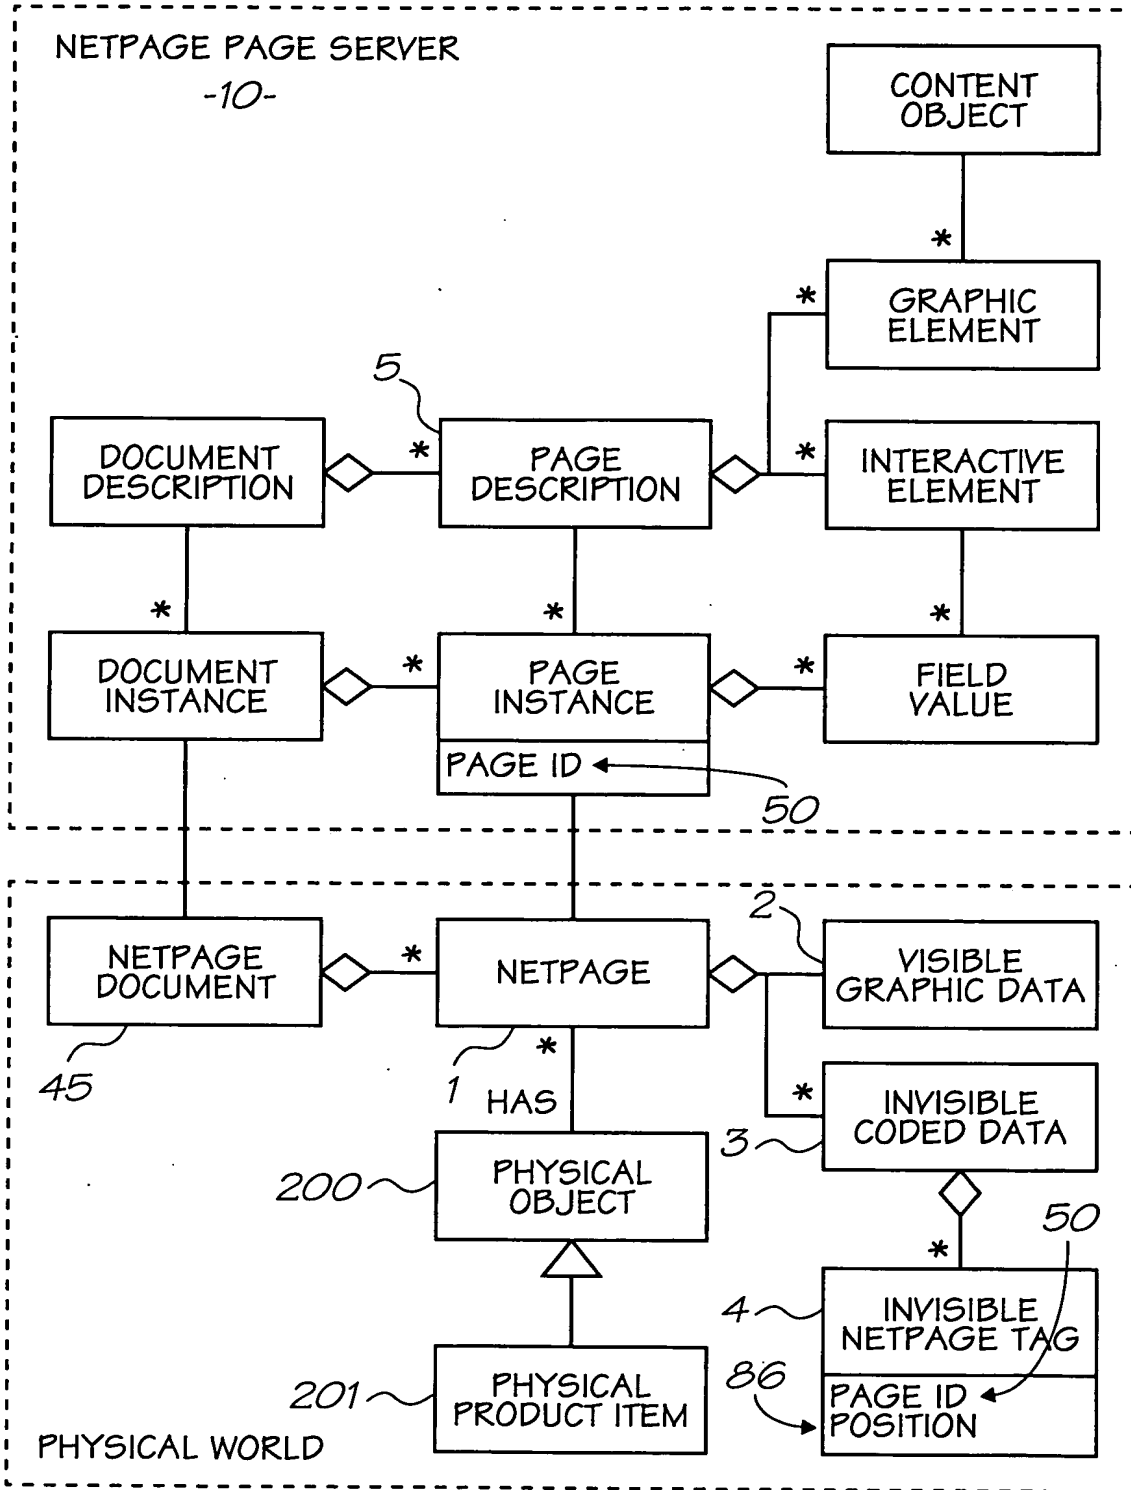 NETPAGE PAGE SERVER
-10-
CONTENT
OBJECT
*
*
GRAPHIC
ELEMENT
5
DOCUMENT
DESCRIPTION
*
PAGE
DESCRIPTION
*
INTERACTIVE
ELEMENT
*
*
*
DOCUMENT
INSTANCE
*
PAGE
INSTANCE
*
FIELD
VALUE
PAGE ID
50
2
NETPAGE
DOCUMENT
*
NETPAGE
VISIBLE
GRAPHIC DATA
45
1
*
HAS
*
INVISIBLE
CODED DATA
3
200
PHYSICAL
OBJECT
50
*
4
INVISIBLE
NETPAGE TAG
86
PAGE ID
POSITION
201
PHYSICAL
PRODUCT ITEM
PHYSICAL WORLD